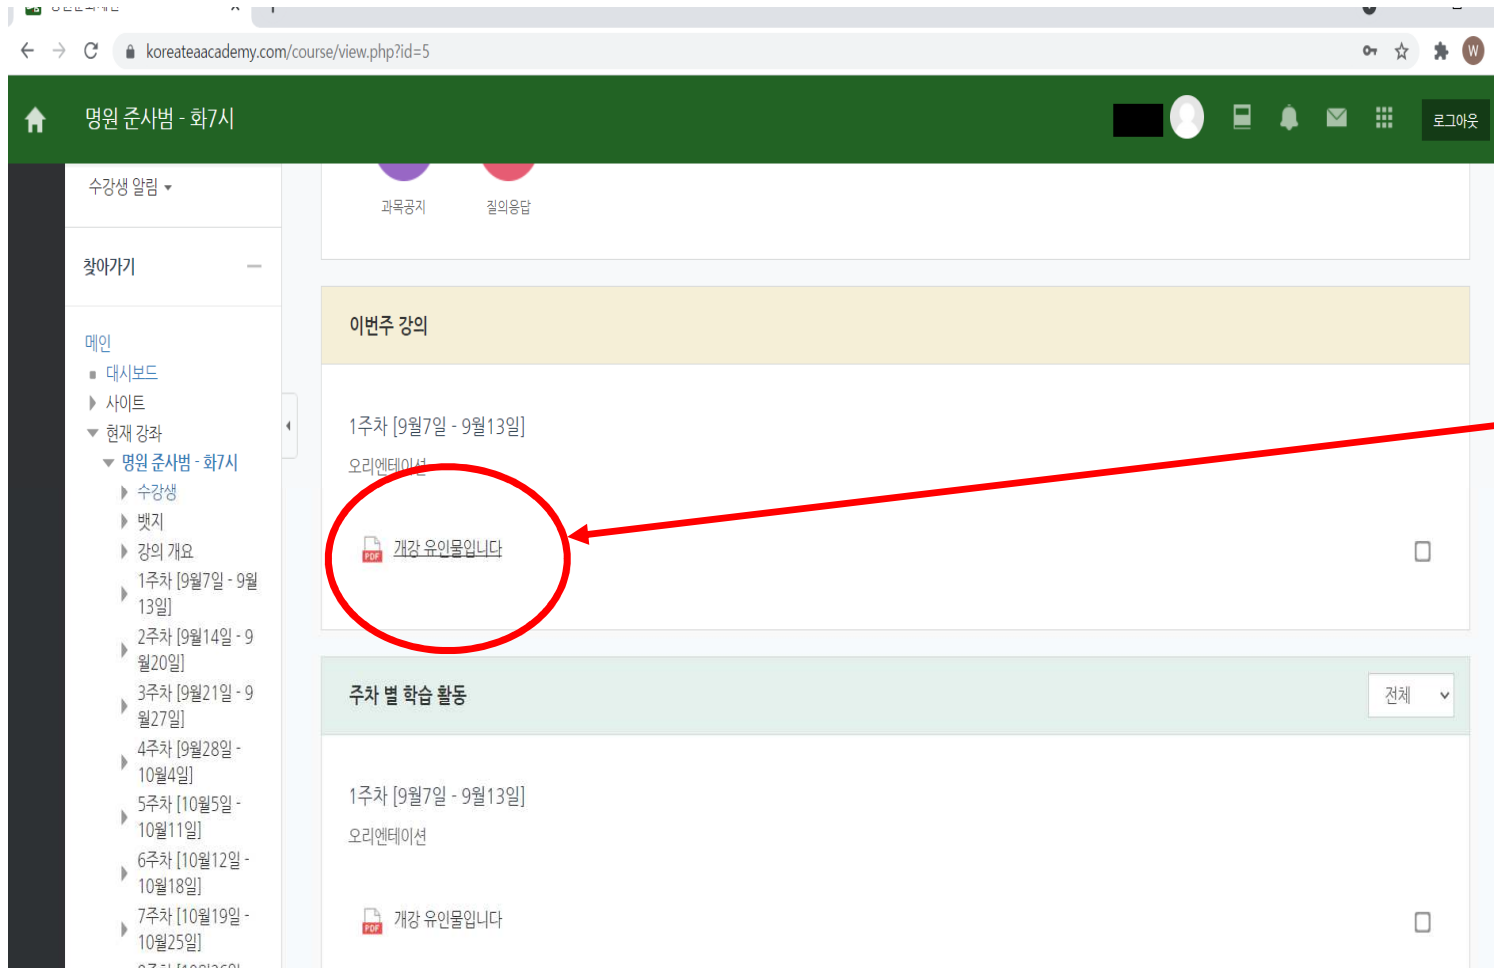 koreateaacademy.com/course/view.php?id=5
W
명원 준사범 - 화7시
로그아웃
수강생 알림
과목공지
질의응답
찾아가기
이번주 강의
메인
대시보드
사이트
현재 강좌
명원 준사범 - 화7시
수강생
뱃지
강의 개요
1주차 [9월7일 - 9월
13일]
2주차 [9월14일 - 9
월20일]
3주차 [9월21일 - 9
월27일]
4주차 [9월28일 -
10월4일]
5주차 [10월5일 -
10월11일]
6주차 [10월12일 -
10월18일]
7주차 [10월19일 -
10월25일]
1주차 [9월7일 - 9월13일]
오리엔테이션
PDF 개강 유인물입니다
주차 별 학습 활동
전체
1주차 [9월7일 - 9월13일]
오리엔테이션
PDF 개강 유인물입니다